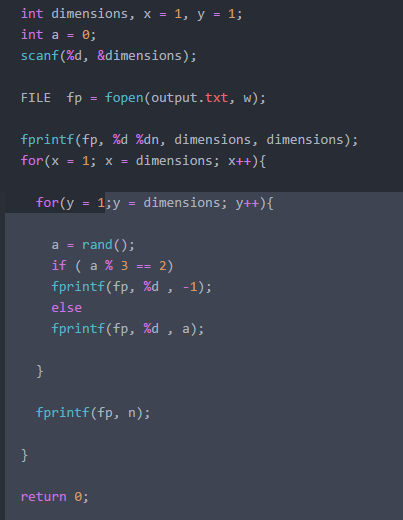 int dimensions, x = 1, y = 1;
int a = 0;
scanf(%d, &dimensions);
FILE  fp = fopen(output.txt, w);
fprintf(fp, %d %dn, dimensions, dimensions);
for(x = 1; x = dimensions; x++){
for(y = 1;y = dimensions; y++){
a = rand();
if ( a % 3 == 2)
fprintf(fp, %d , -1);
else
fprintf(fp, %d , a);
}
fprintf(fp, n);
}
return 0;